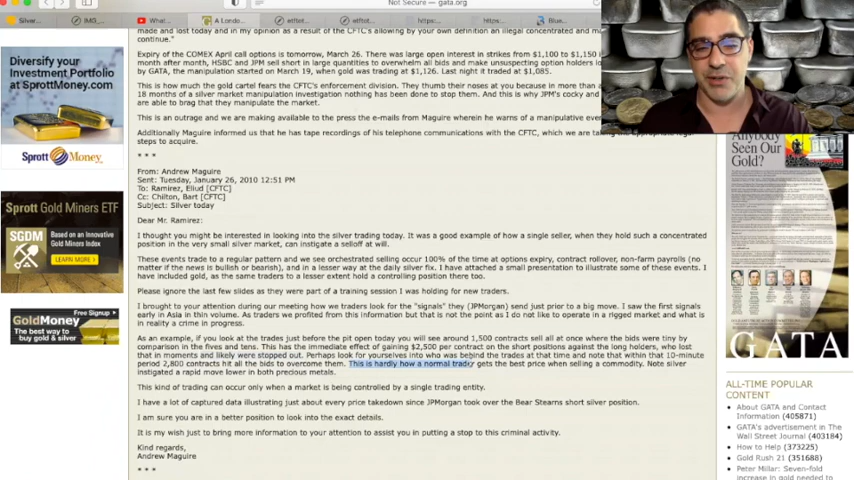 Not Secure — gata.org
Silver...
IMG_...
What...
A Londo...
etflist...
etflist...
https:...
https:...
Blue...
made and lost today and in my opinion as a result of the CFTC's allowing by your own definition an illegal concentrated and
continue."
Expiry of the COMEX April call options is tomorrow, March 26. There was large open interest in strikes from $1,100 to $1,150 i
month after month, HSBC and JPM sell short in large quantities to overwhelm all bids and make unsuspecting option holders lo
by GATA, the manipulation started on March 19, when gold was trading at $1,126. Last night it traded at $1,085.
This is how much the gold cartel fears the CFTC's enforcement division. They thumb their noses at you because in more than a
18 months of a silver market manipulation investigation nothing has been done to stop them. And this is why JPM's cocky and
are able to brag that they manipulate the market.
This is an outrage and we are making available to the press the e-mails from Maguire wherein he warns of a manipulative eve
Additionally Maguire informed us that he has tape recordings of his telephone communications with the CFTC, which we are taking the appropriate legal
steps to acquire.
* * *
From: Andrew Maguire
Sent: Tuesday, January 26, 2010 12:51 PM
To: Ramirez, Eliud [CFTC]
Cc: Chilton, Bart [CFTC]
Subject: Silver today
Dear Mr. Ramirez:
I thought you might be interested in looking into the silver trading today. It was a good example of how a single seller, when they hold such a concentrated
position in the very small silver market, can instigate a selloff at will.
These events trade to a regular pattern and we see orchestrated selling occur 100% of the time at options expiry, contract rollover, non-farm payrolls (no
matter if the news is bullish or bearish), and in a lesser way at the daily silver fix. I have attached a small presentation to illustrate some of these events. I
have included gold, as the same traders to a lesser extent hold a controlling position there too.
Please ignore the last few slides as they were part of a training session I was holding for new traders.
I brought to your attention during our meeting how we traders look for the "signals" they (JPMorgan) send just prior to a big move. I saw the first signals
early in Asia in thin volume. As traders we profited from this information but that is not the point as I do not like to operate in a rigged market and what is
in reality a crime in progress.
As an example, if you look at the trades just before the pit open today you will see around 1,500 contracts sell all at once where the bids were tiny by
comparison in the fives and tens. This has the immediate effect of gaining $2,500 per contract on the short positions against the long holders, who lost
that in moments and likely were stopped out. Perhaps look for yourselves into who was behind the trades at that time and note that within that 10-minute
period 2,800 contracts hit all the bids to overcome them. This is hardly how a normal trader gets the best price when selling a commodity. Note silver
instigated a rapid move lower in both precious metals.
This kind of trading can occur only when a market is being controlled by a single trading entity.
I have a lot of captured data illustrating just about every price takedown since JPMorgan took over the Bear Stearns short silver position.
I am sure you are in a better position to look into the exact details.
It is my wish just to bring more information to your attention to assist you in putting a stop to this criminal activity.
Kind regards,
Andrew Maguire
* * *
Diversify your
Investment Portfolio
at SprottMoney.com
Sprott Money
Sprott Gold Miners ETF
SGDM
Based on an Innovative
Gold Miners Index
LEARN MORE >
GoldMoney
Free Signup >
The best way to
buy gold & silver
Anybody
Seen Our
Gold?
GATA
ALL-TIME POPULAR
CONTENT
About GATA and Contact
Information (405871)
GATA's advertisement in The
Wall Street Journal (403184)
How to Help (373225)
Gold Rush 21 (351688)
Peter Millar: Seven-fold
increase in gold needed to